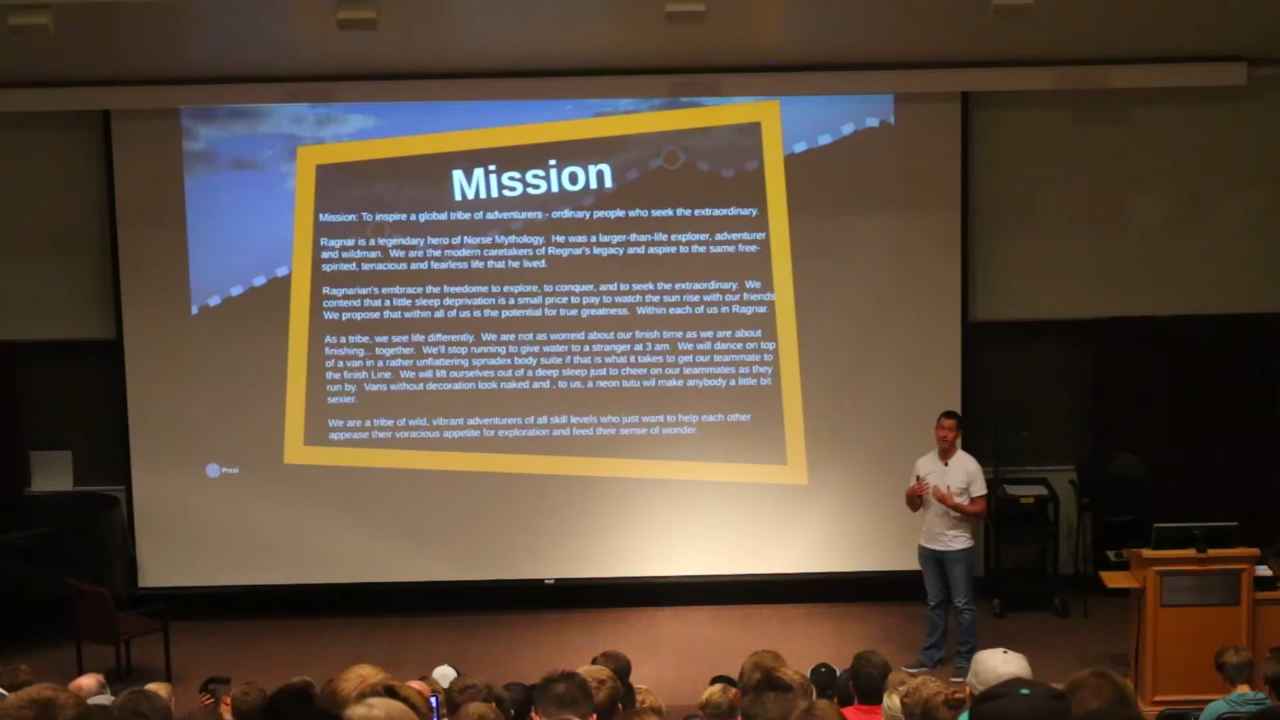 Mission
Mission: To inspire a global tribe of adventurers - ordinary people who seek the extraordinary.
Ragnar is a legendary hero of Norse Mythology. He was a larger-than-life explorer, adventurer
and wildman. We are the modern caretakers of Regnar's legacy and aspire to the same free-
spirited, tenacious and fearless life that he lived.
Ragnarian's embrace the freedome to explore, to conquer, and to seek the extraordinary. We
contend that a little sleep deprivation is a small price to pay to watch the sun rise with our friends
We propose that within all of us is the potential for true greatness. Within each of us in Ragnar.
As a tribe, we see life differently. We are not as worreid about our finish time as we are about
finishing... together. We'll stop running to give water to a stranger at 3 am. We will dance on top
of a van in a rather unflattering spnadex body suite if that is what it takes to get our teammate to
the finish Line. We will lift ourselves out of a deep sleep just to cheer on our teammates as they
run by. Vans without decoration look naked and , to us, a neon tutu wil make anybody a little bit
sexier.
We are a tribe of wild, vibrant adventurers of all skill levels who just want to help each other
appease their voracious appetite for exploration and feed their sense of wonder.
Prezi